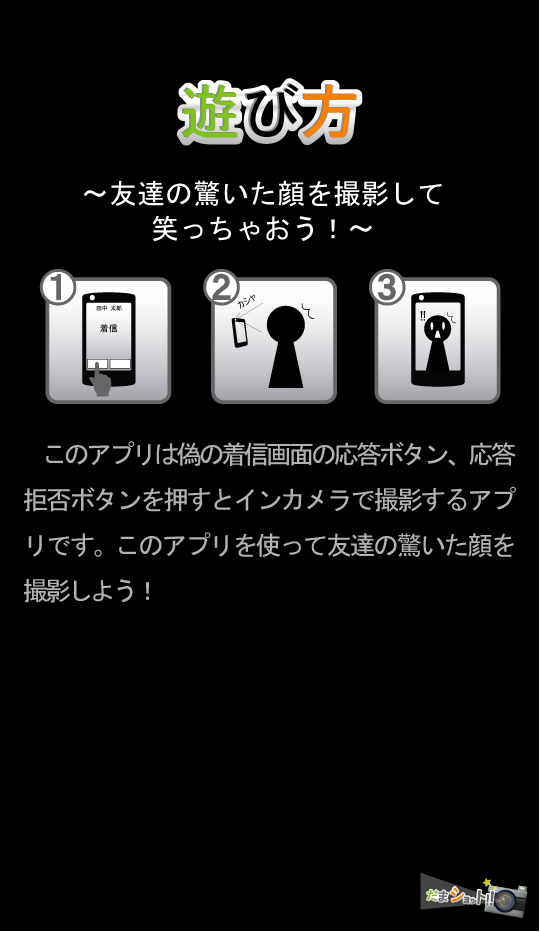 遊び方
～友達の驚いた顔を撮影して
笑っちゃおう！～
1
田中 太郎
着信
2
カシャ
3
!!
このアプリは偽の着信画面の応答ボタン、応答
拒否ボタンを押すとインカメラで撮影するアプ
リです。このアプリを使って友達の驚いた顔を
撮影しよう！
だまショット!!